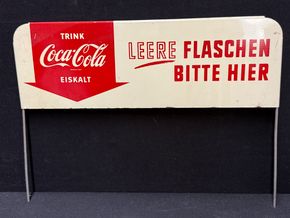 TRINK
Coca-Cola
EISKALT
LEERE FLASCHEN
BITTE HIER